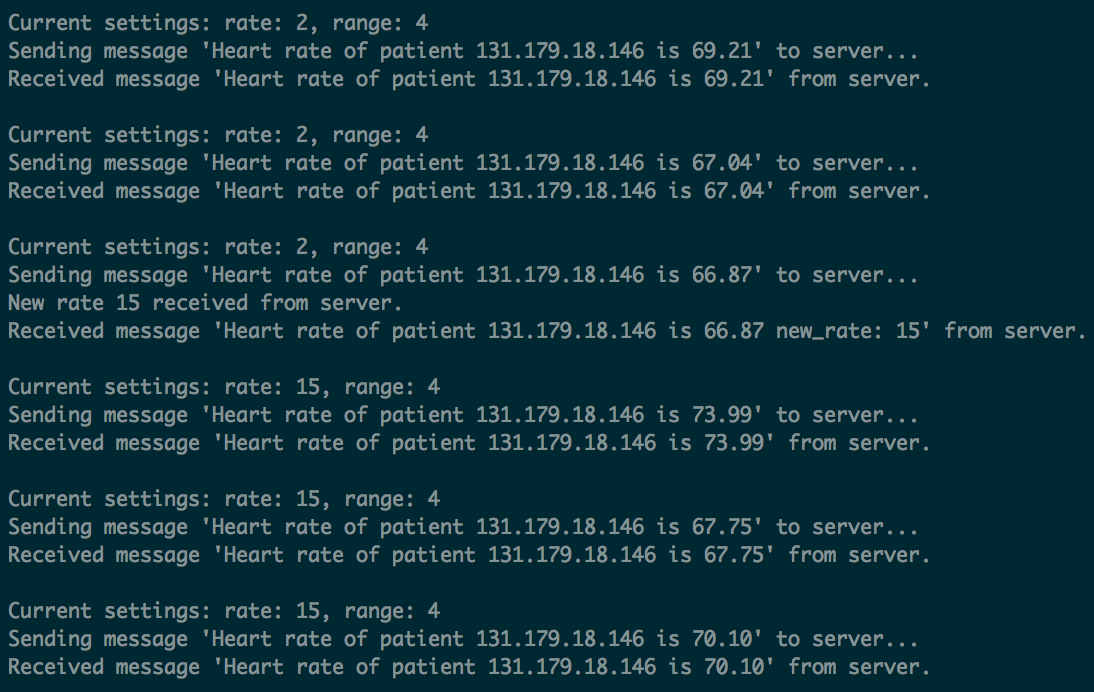 Current settings: rate: 2, range: 4
Sending message 'Heart rate of patient 131.179.18.146 is 69.21' to server...
Received message 'Heart rate of patient 131.179.18.146 is 69.21' from server.
Current settings: rate: 2, range: 4
Sending message 'Heart rate of patient 131.179.18.146 is 67.04' to server...
Received message 'Heart rate of patient 131.179.18.146 is 67.04' from server.
Current settings: rate: 2, range: 4
Sending message 'Heart rate of patient 131.179.18.146 is 66.87' to server...
New rate 15 received from server.
Received message 'Heart rate of patient 131.179.18.146 is 66.87 new_rate: 15' from server.
Current settings: rate: 15, range: 4
Sending message 'Heart rate of patient 131.179.18.146 is 73.99' to server...
Received message 'Heart rate of patient 131.179.18.146 is 73.99' from server.
Current settings: rate: 15, range: 4
Sending message 'Heart rate of patient 131.179.18.146 is 67.75' to server...
Received message 'Heart rate of patient 131.179.18.146 is 67.75' from server.
Current settings: rate: 15, range: 4
Sending message 'Heart rate of patient 131.179.18.146 is 70.10' to server...
Received message 'Heart rate of patient 131.179.18.146 is 70.10' from server.